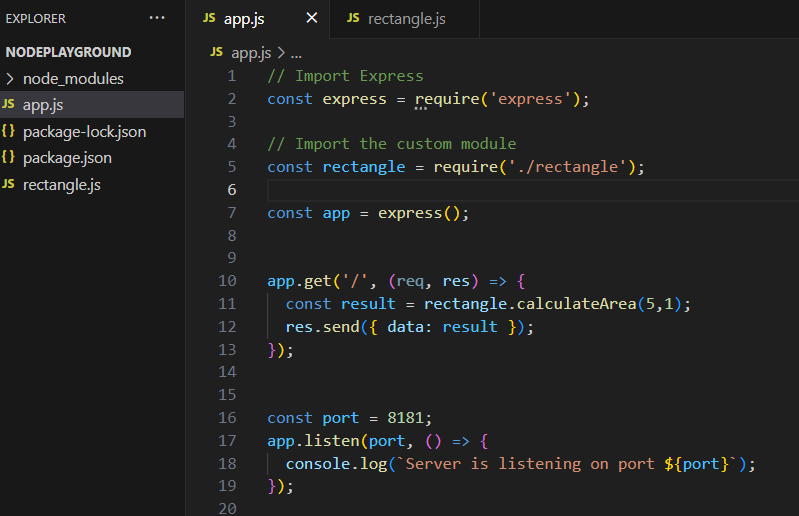 EXPLORER ...
NODEPLAYGROUND
node_modules
JS app.js
{} package-lock.json
{} package.json
JS rectangle.js
JS app.js × JS rectangle.js
JS app.js > ...
1 // Import Express
2 const express = require('express');
3
4 // Import the custom module
5 const rectangle = require('./rectangle');
6
7 const app = express();
8
9
10 app.get('/', (req, res) => {
11   const result = rectangle.calculateArea(5,1);
12   res.send({ data: result });
13 });
14
15
16 const port = 8181;
17 app.listen(port, () => {
18   console.log(`Server is listening on port ${port}`);
19 });
20